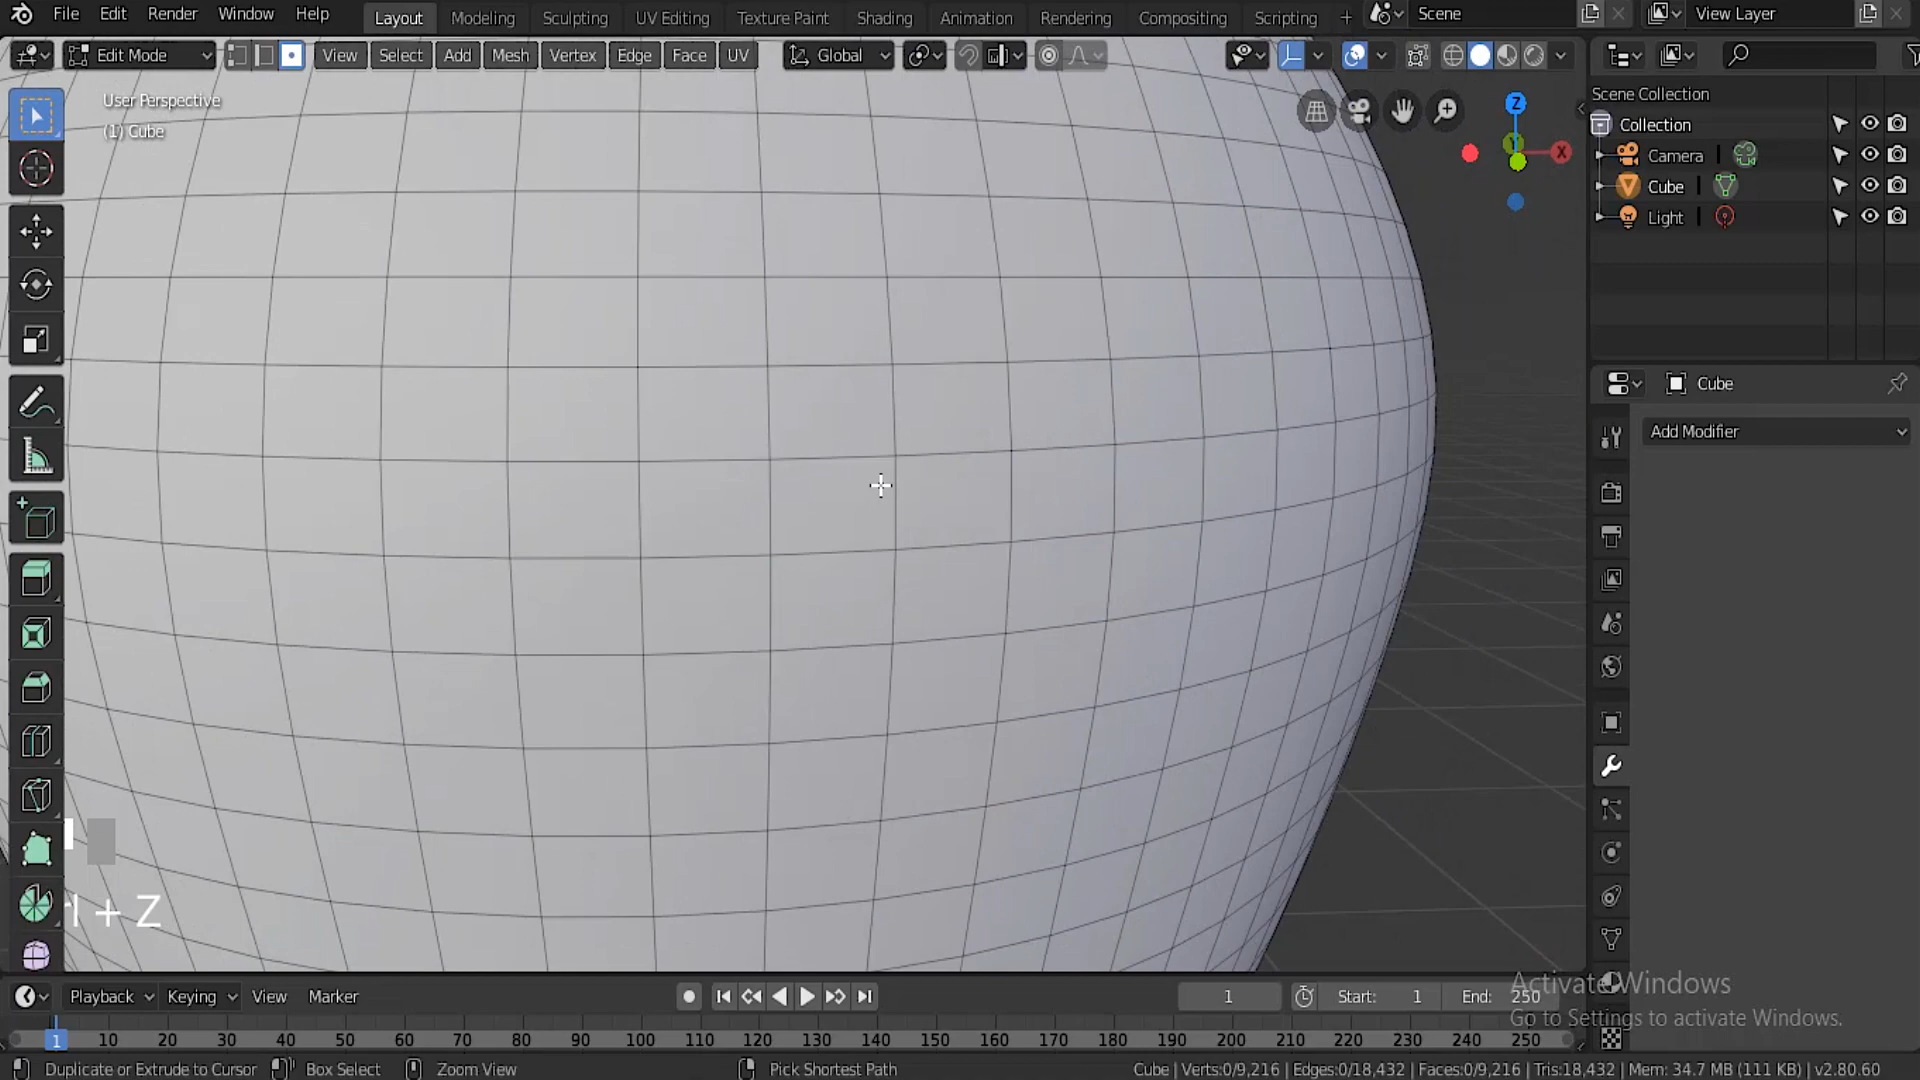 File Edit Render Window Help Layout Modeling Sculpting UV Editing Texture Paint Shading Animation Rendering Compositing Scripting + Scene View Layer
Edit Mode View Select Add Mesh Vertex Edge Face UV Global
User Perspective
(1) Cube
Z
X
Scene Collection
Collection
Camera
Cube
Light
Cube
Add Modifier
l + Z
Playback Keying View Marker 1 Start: 1 End: 250
1 10 20 30 40 50 60 70 80 90 100 110 120 130 140 150 160 170 180 190 200 210 220 230 240 250
Activate Windows
Go to Settings to activate Windows.
Duplicate or Extrude to Cursor Box Select Zoom View Pick Shortest Path Cube | Verts:0/9,216 | Edges:0/18,432 | Faces:0/9,216 | Tris:18,432 | Mem: 34.7 MB (111 KB) | v2.80.60